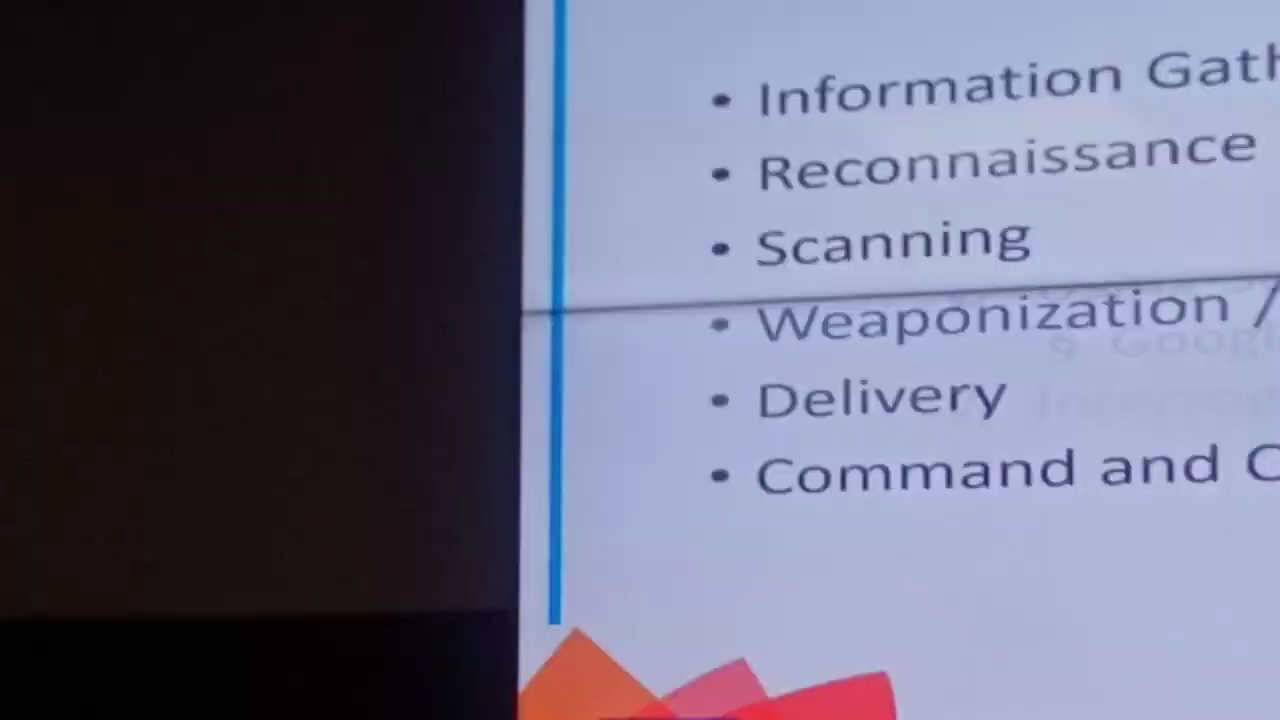 • Information Gath
• Reconnaissance
• Scanning
• Weaponization /
• Delivery
• Command and C